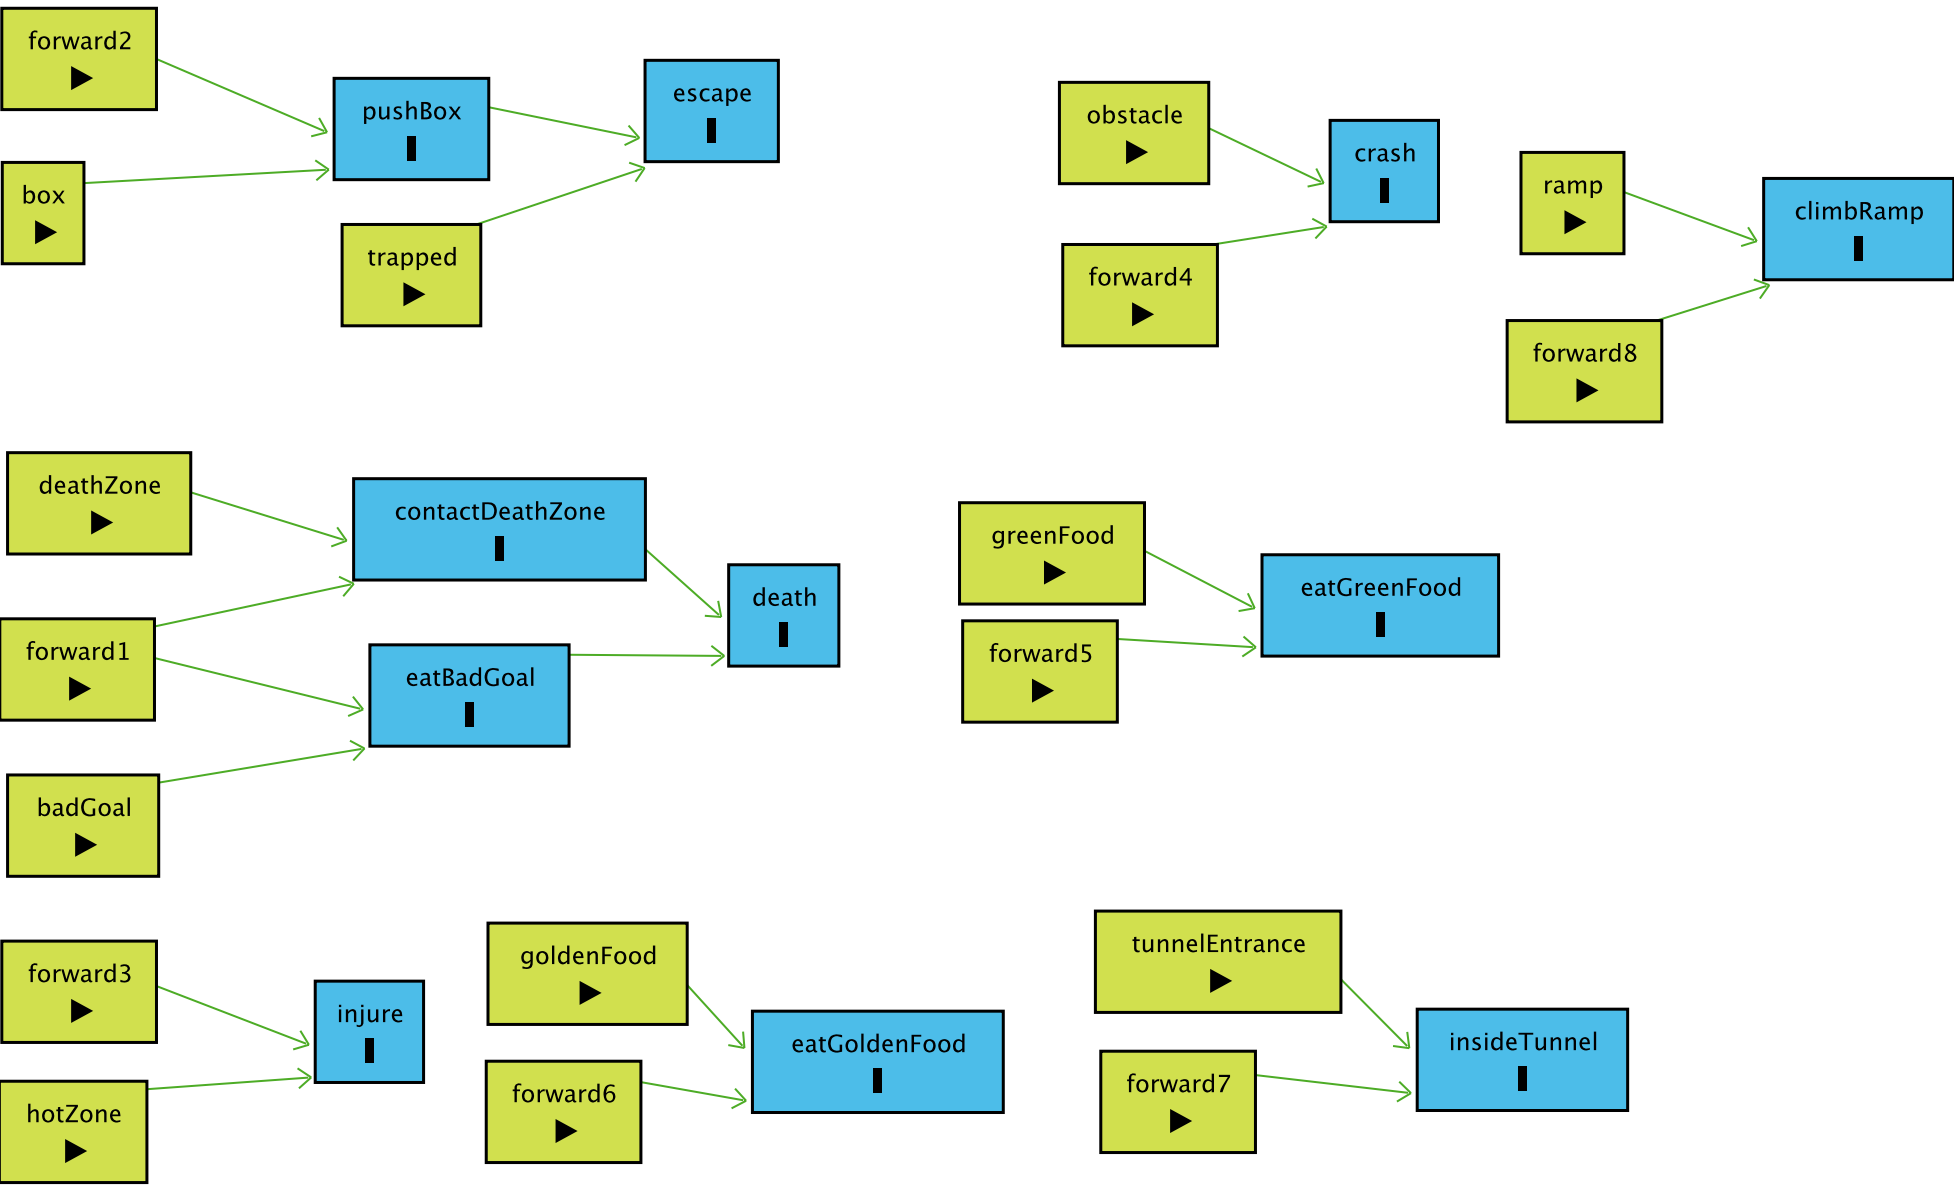 forward2
pushBox
escape
box
trapped
obstacle
crash
forward4
ramp
climbRamp
forward8
deathZone
contactDeathZone
death
forward1
eatBadGoal
badGoal
greenFood
eatGreenFood
forward5
forward3
injure
hotZone
goldenFood
eatGoldenFood
forward6
tunnelEntrance
insideTunnel
forward7